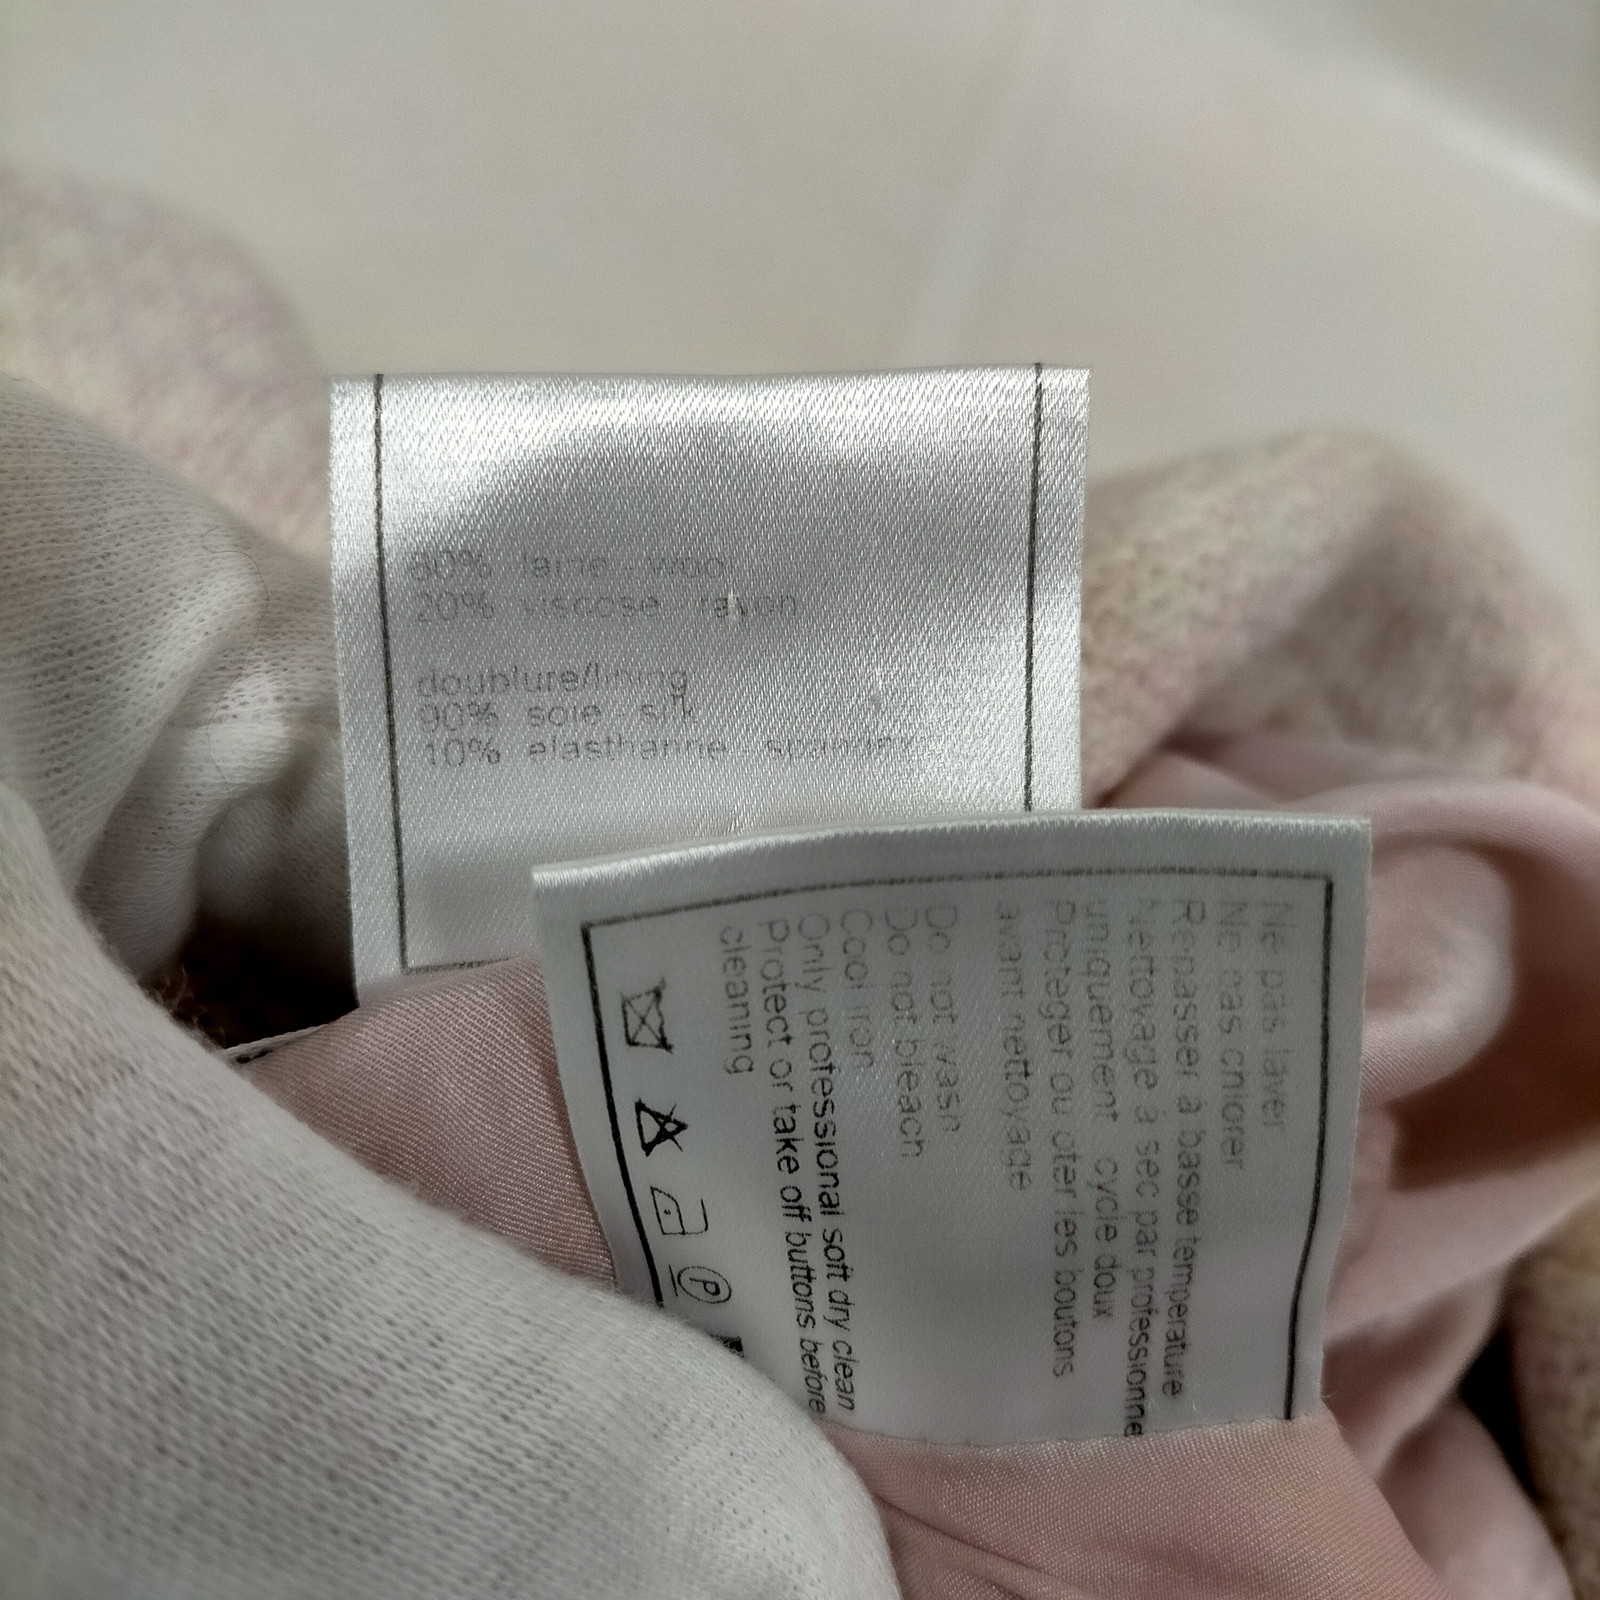 80% laine - wool
20% viscose - rayon
doublure/lining
90% soie - silk
10% elasthanne - spandex
Ne pas laver
Ne pas chlorer
Repasser à basse température
Nettoyage à sec par professionne
uniquement cycle doux
Protéger ou ôter les boutons
avant nettoyage
Do not wash
Do not bleach
Cool iron
Only professional soft dry clean
Protect or take off buttons before
cleaning
P